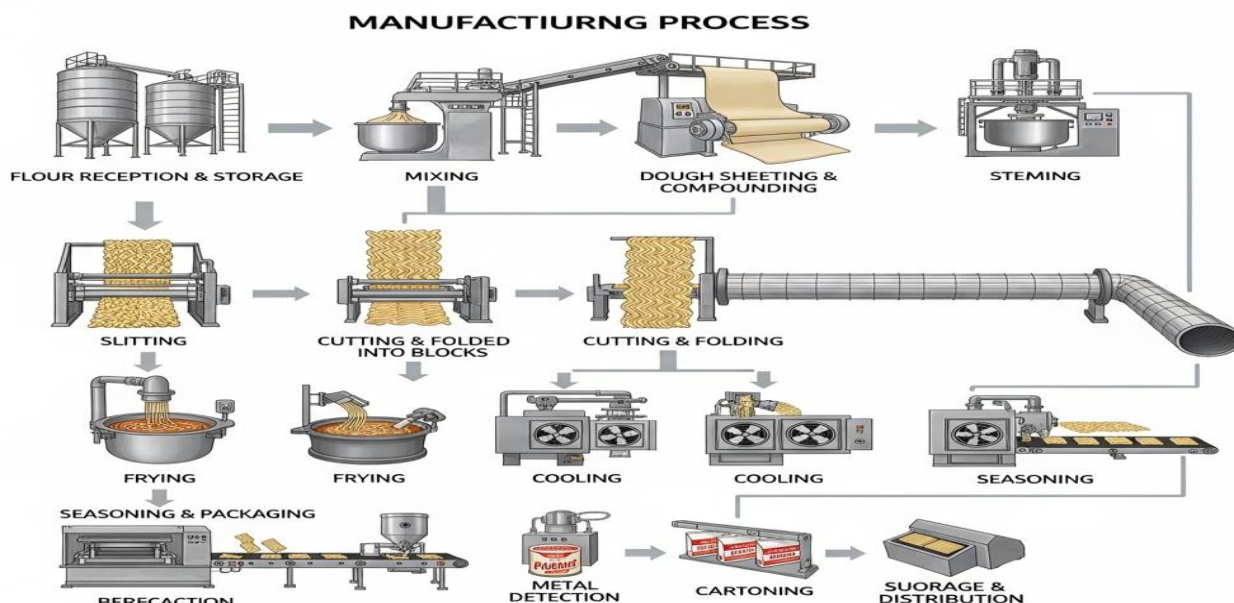 MANUFACTIURNG PROCESS
FLOUR RECEPTION & STORAGE
MIXING
DOUGH SHEETING &
COMPOUNDING
STEMING
SLITTING
CUTTING & FOLDED
INTO BLOCKS
CUTTING & FOLDING
FRYING
FRYING
COOLING
COOLING
SEASONING
SEASONING & PACKAGING
BERECACTION
METAL
DETECTION
CARTONING
SUORAGE &
DISTRIBUTION